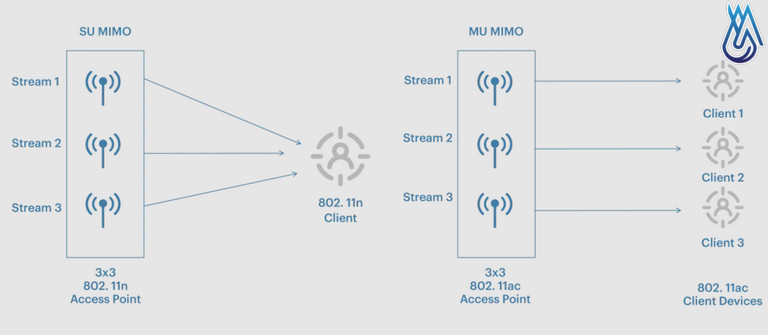 SU MIMO
Stream 1
Stream 2
Stream 3
802. 11n
Client
3x3
802. 11n
Access Point
MU MIMO
Stream 1
Stream 2
Stream 3
Client 1
Client 2
Client 3
3x3
802. 11ac
Access Point
802. 11ac
Client Devices